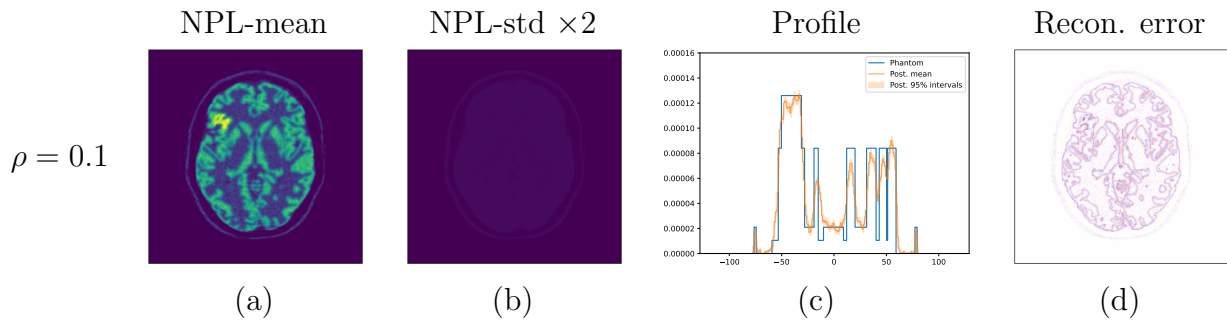 NPL-mean NPL-std ×2 Profile Recon. error
ρ = 0.1
0.00016
0.00014
0.00012
0.00010
0.00008
0.00006
0.00004
0.00002
0.00000
Phantom
Post. mean
Post. 95% intervals
−100 −50 0 50 100
(a) (b) (c) (d)